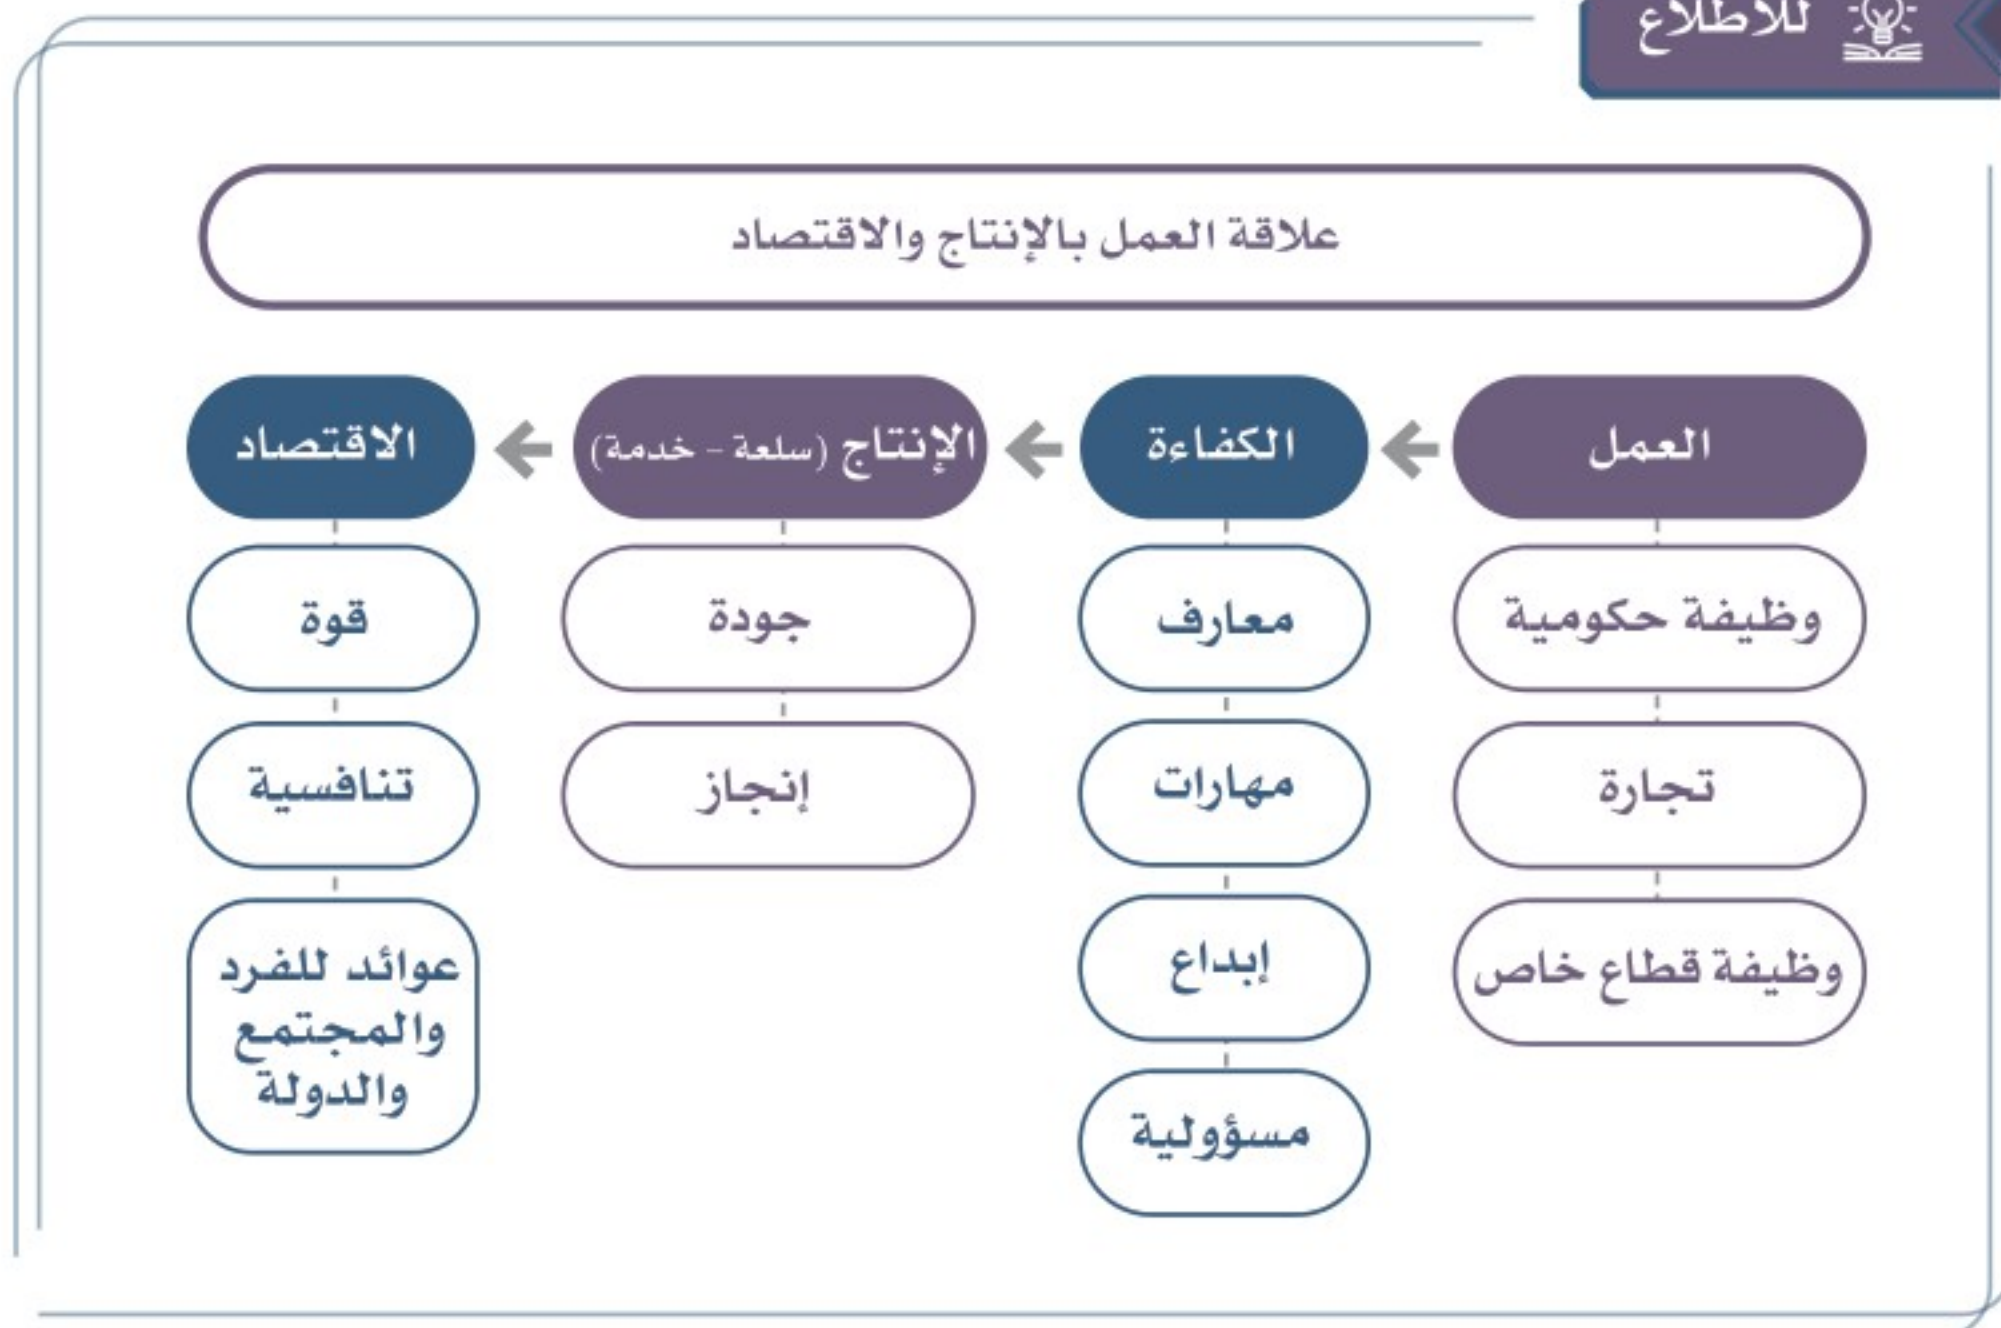 للاطلاع
علاقة العمل بالإنتاج والاقتصاد
العمل
الكفاءة
الإنتاج (سلعة - خدمة)
الاقتصاد
وظيفة حكومية
معارف
جودة
قوة
تجارة
مهارات
إنجاز
تنافسية
وظيفة قطاع خاص
إبداع
عوائد للفرد
والمجتمع
والدولة
مسؤولية